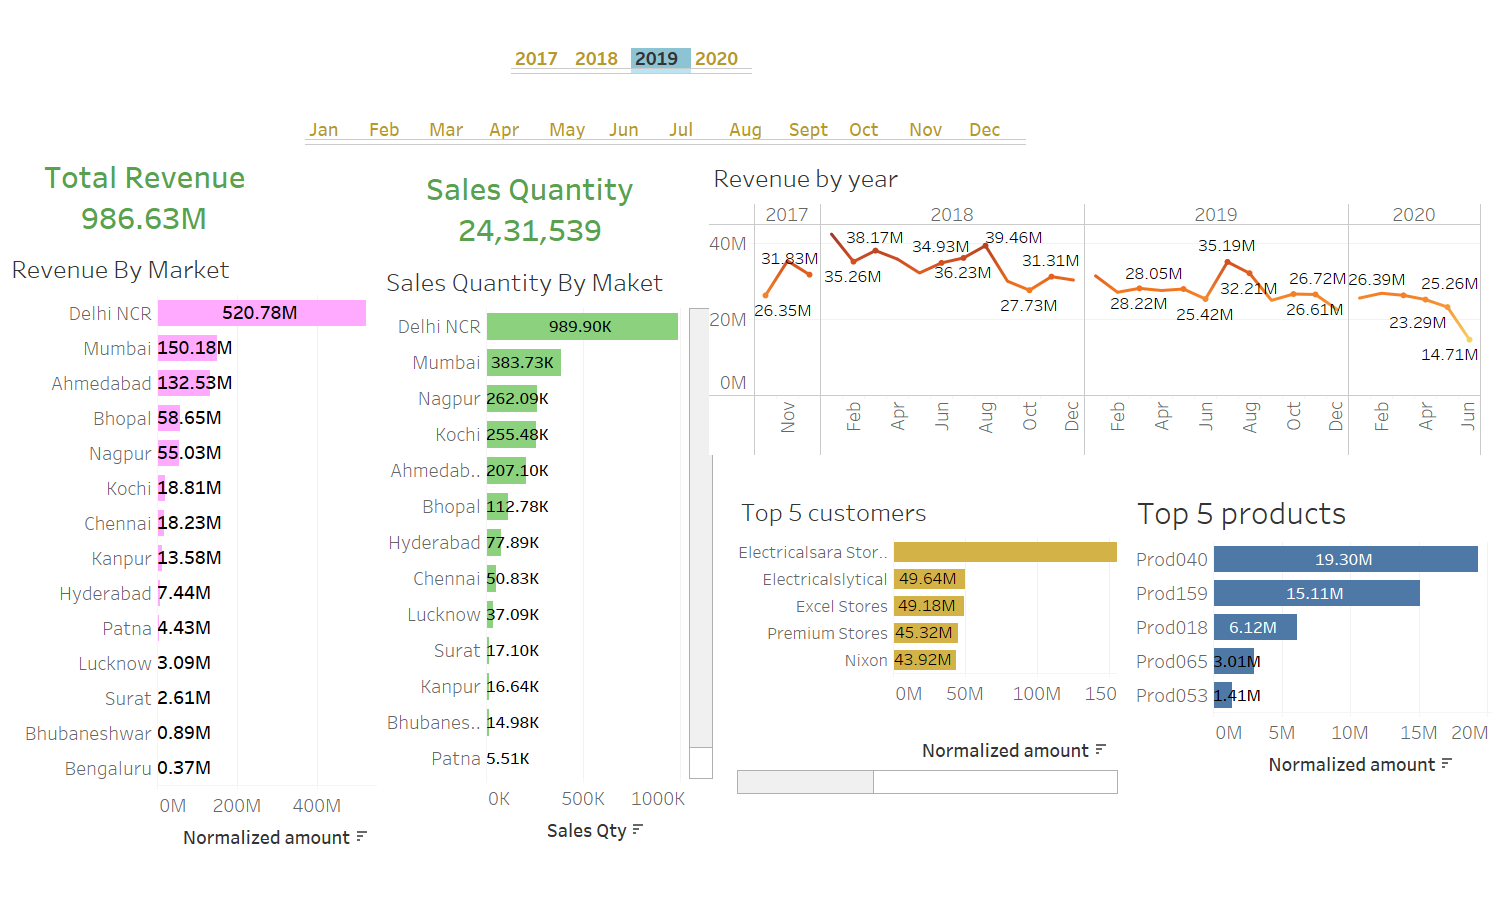 2017 2018 2019 2020
Jan Feb Mar Apr May Jun Jul Aug Sept Oct Nov Dec
Total Revenue
986.63M
Revenue By Market
Delhi NCR 520.78M
Mumbai 150.18M
Ahmedabad 132.53M
Bhopal 58.65M
Nagpur 55.03M
Kochi 18.81M
Chennai 18.23M
Kanpur 13.58M
Hyderabad 7.44M
Patna 4.43M
Lucknow 3.09M
Surat 2.61M
Bhubaneshwar 0.89M
Bengaluru 0.37M
0M 200M 400M
Normalized amount
Sales Quantity
24,31,539
Sales Quantity By Maket
Delhi NCR 989.90K
Mumbai 383.73K
Nagpur 262.09K
Kochi 255.48K
Ahmedab.. 207.10K
Bhopal 112.78K
Hyderabad 77.89K
Chennai 50.83K
Lucknow 37.09K
Surat 17.10K
Kanpur 16.64K
Bhubanes.. 14.98K
Patna 5.51K
0K 500K 1000K
Sales Qty
Revenue by year
2017 2018 2019 2020
40M
20M
0M
31.83M
26.35M
38.17M
35.26M
34.93M
36.23M
39.46M
27.73M
31.31M
28.05M
28.22M
25.42M
35.19M
32.21M
26.72M
26.61M
26.39M
23.29M
25.26M
14.71M
Nov Feb Apr Jun Aug Oct Dec Feb Apr Jun Aug Oct Dec Feb Apr Jun
Top 5 customers
Electricalsara Stor..
Electricalslytical 49.64M
Excel Stores 49.18M
Premium Stores 45.32M
Nixon 43.92M
0M 50M 100M 150
Normalized amount
Top 5 products
Prod040 19.30M
Prod159 15.11M
Prod018 6.12M
Prod065 3.01M
Prod053 1.41M
0M 5M 10M 15M 20M
Normalized amount